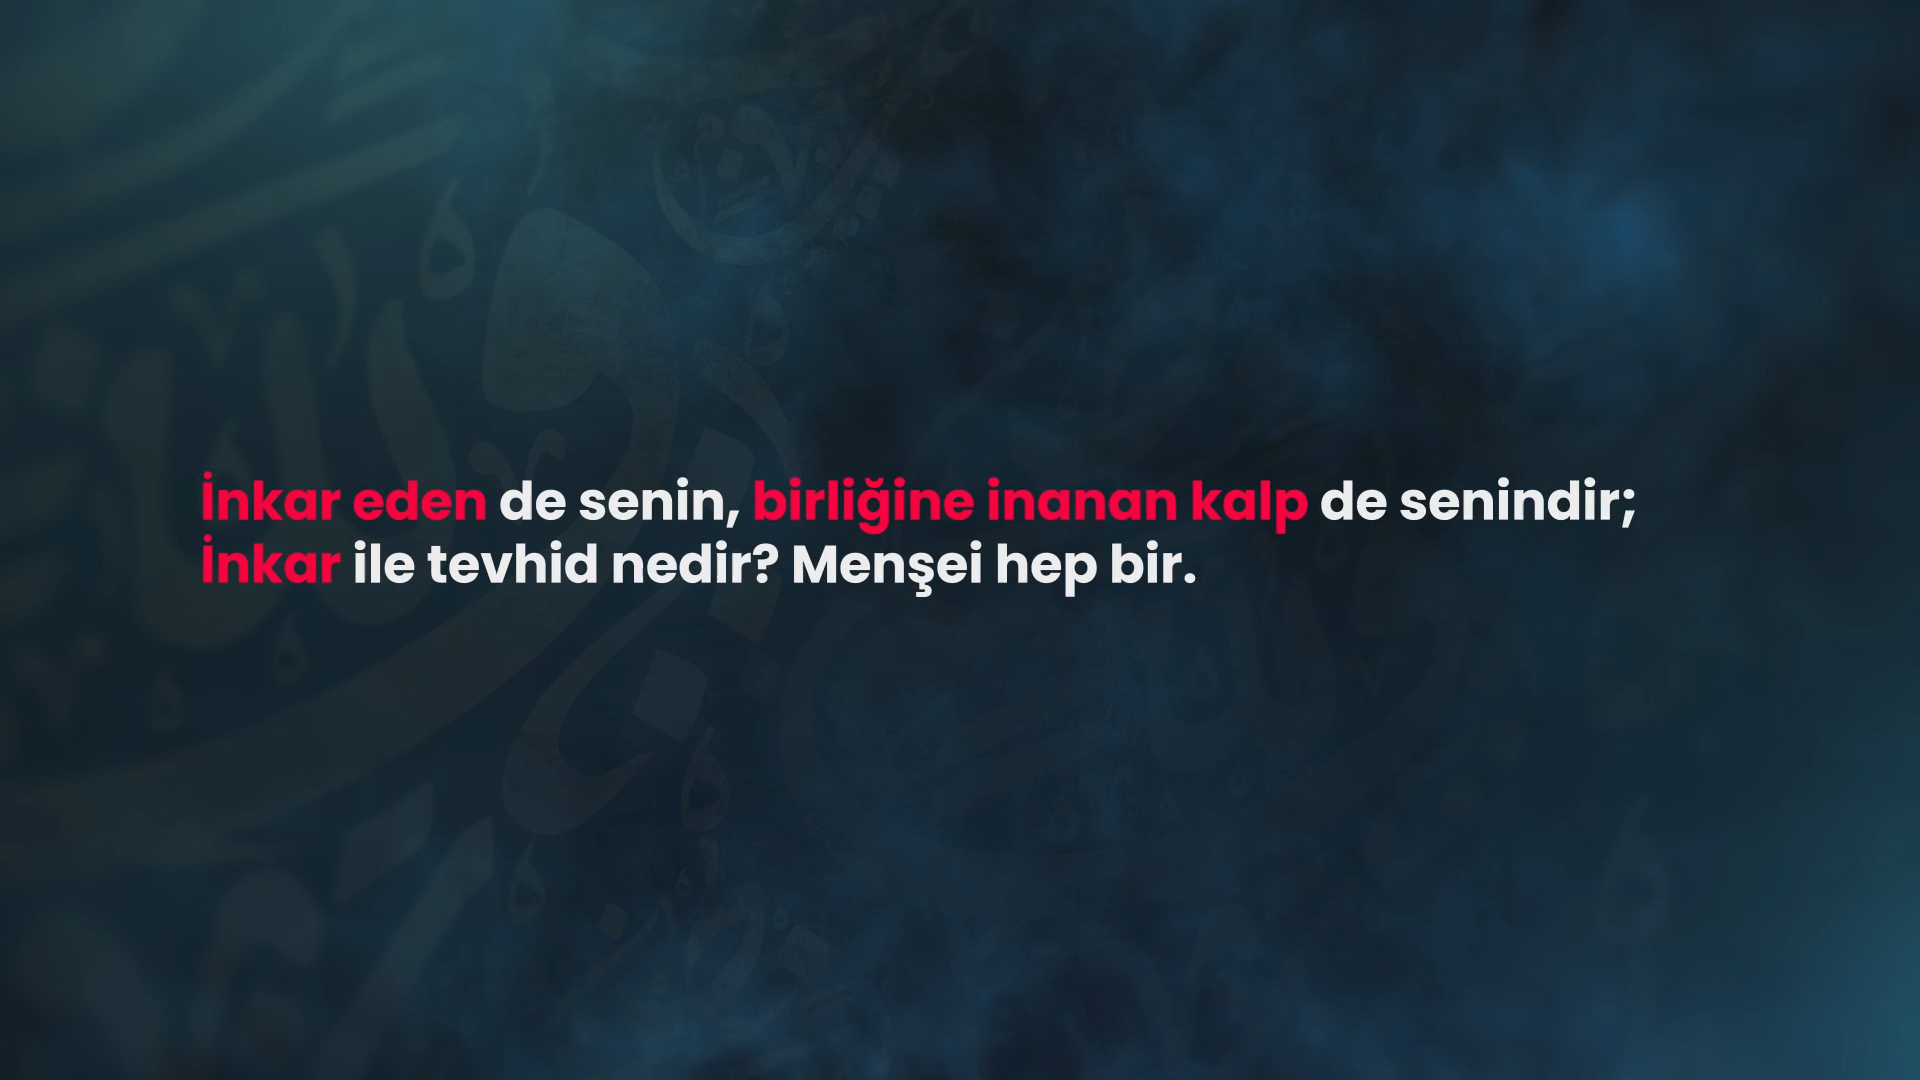 İnkar eden de senin, birliğine inanan kalp de senindir;
İnkar ile tevhid nedir? Menşei hep bir.